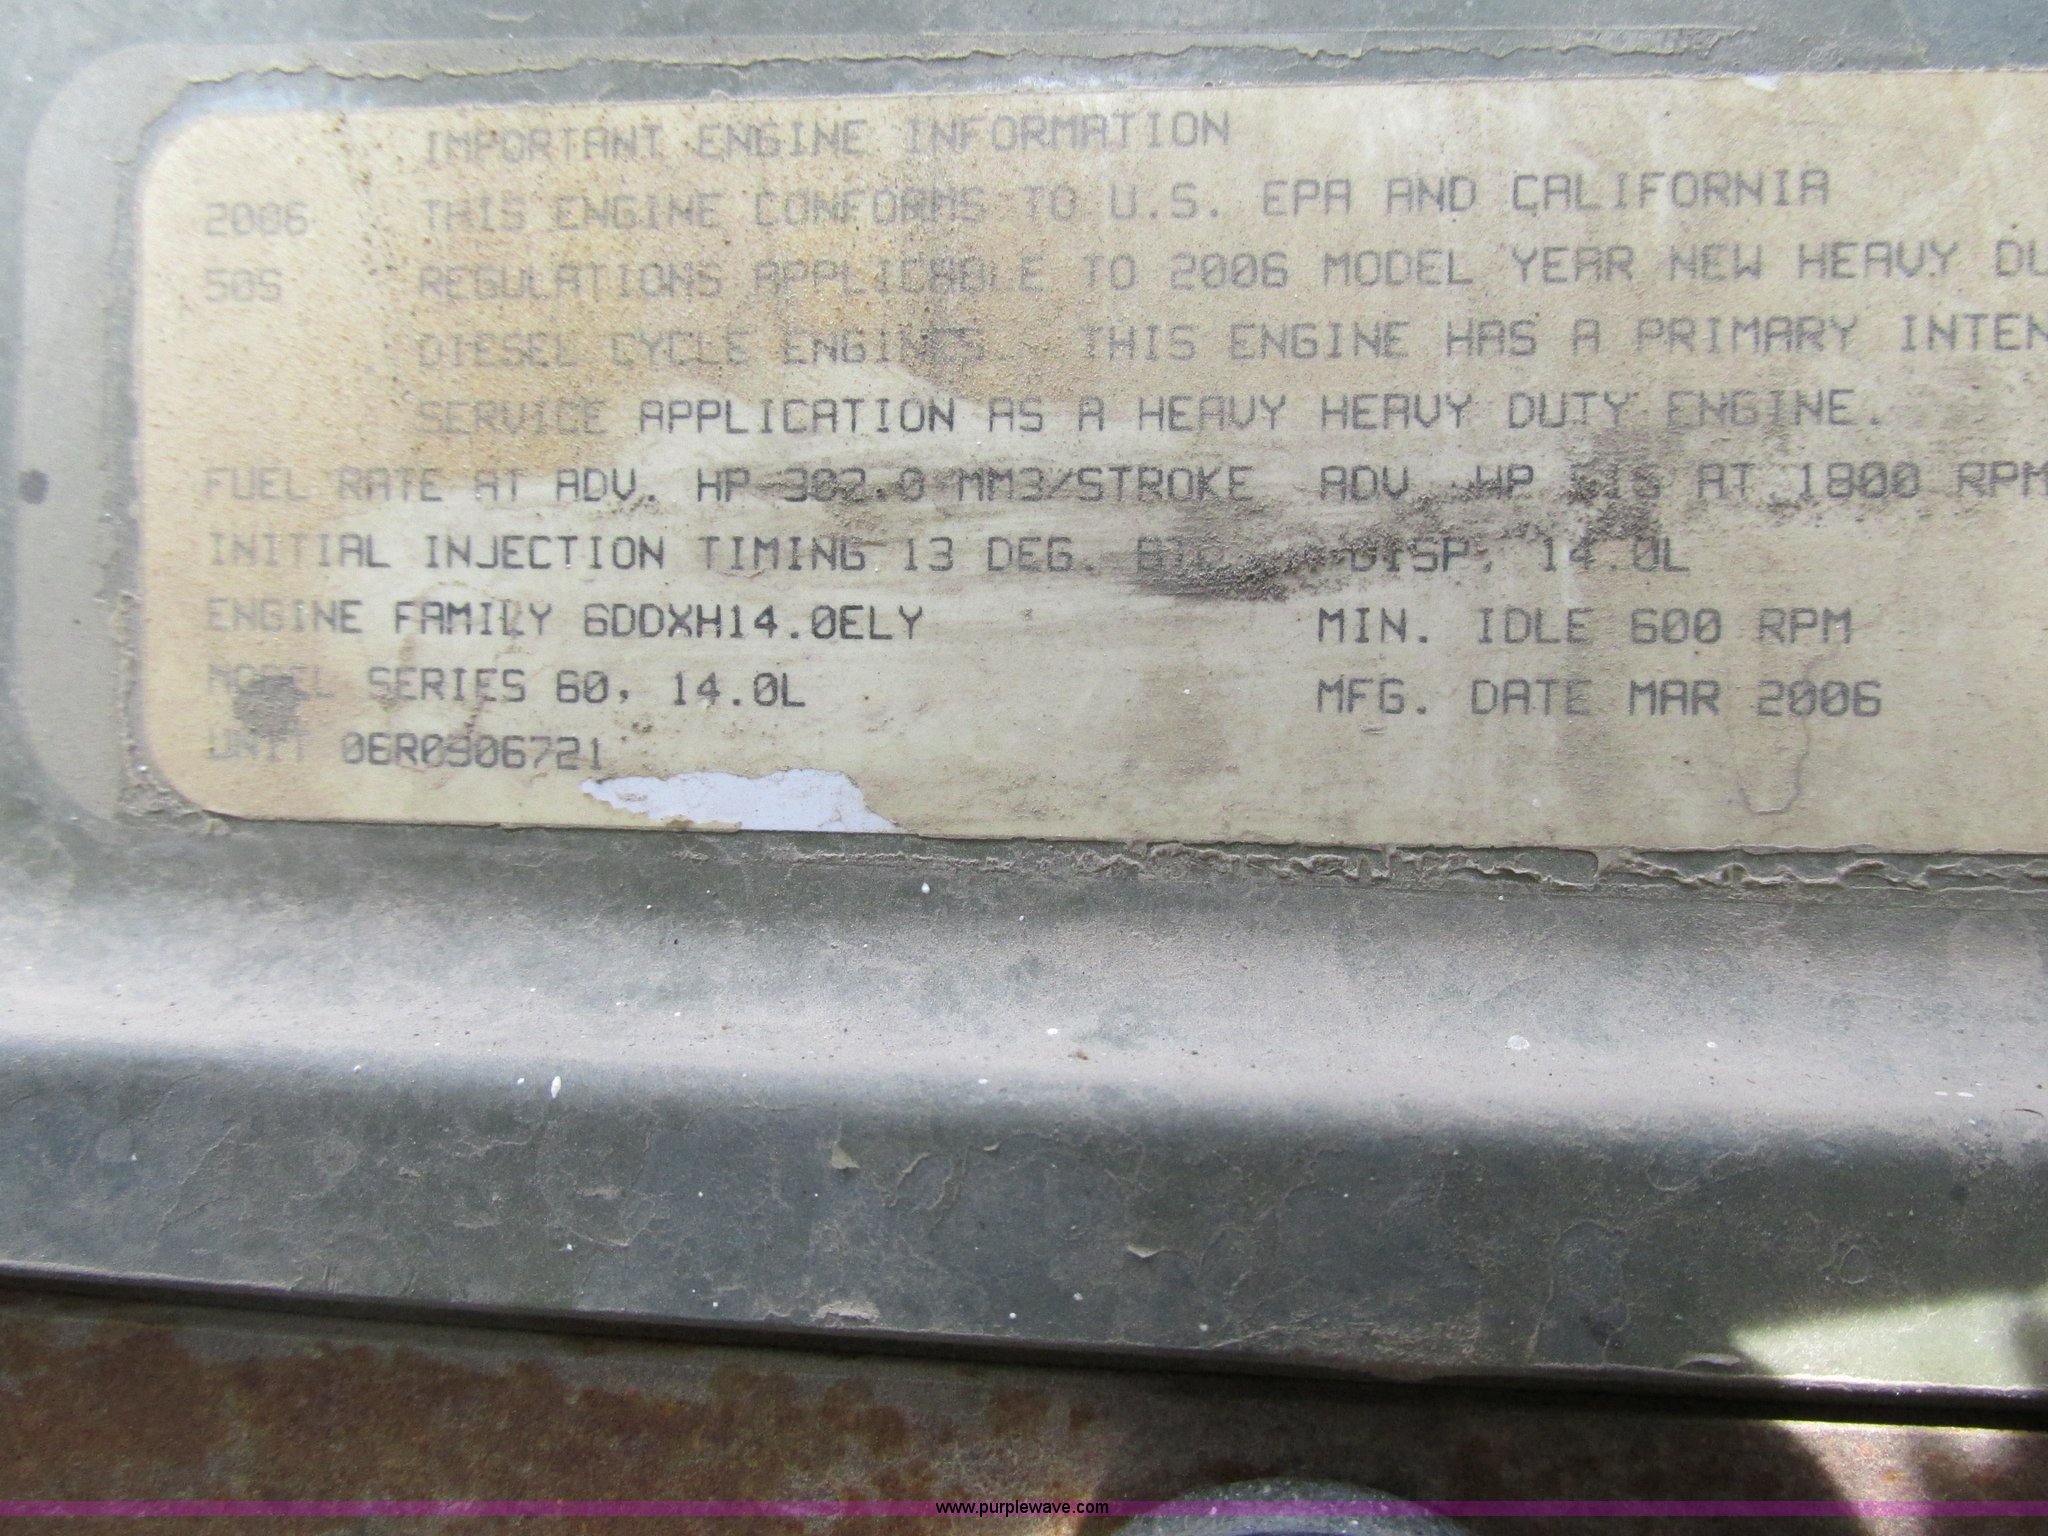 IMPORTANT ENGINE INFORMATION
2006 THIS ENGINE CONFORMS TO U.S. EPA AND CALIFORNIA
505 REGULATIONS APPLICABLE TO 2006 MODEL YEAR NEW HEAVY DU
DIESEL CYCLE ENGINES. THIS ENGINE HAS A PRIMARY INTEN
SERVICE APPLICATION AS A HEAVY HEAVY DUTY ENGINE.
FUEL RATE AT ADV. HP 302.0 MM3/STROKE ADV. HP AT 1800 RPM
INITIAL INJECTION TIMING 13 DEG. BTC DISP. 14.0L
ENGINE FAMILY 6DDXH14.0ELY MIN. IDLE 600 RPM
MODEL SERIES 60, 14.0L MFG. DATE MAR 2006
UNIT 06R0906721
www.purplewave.com